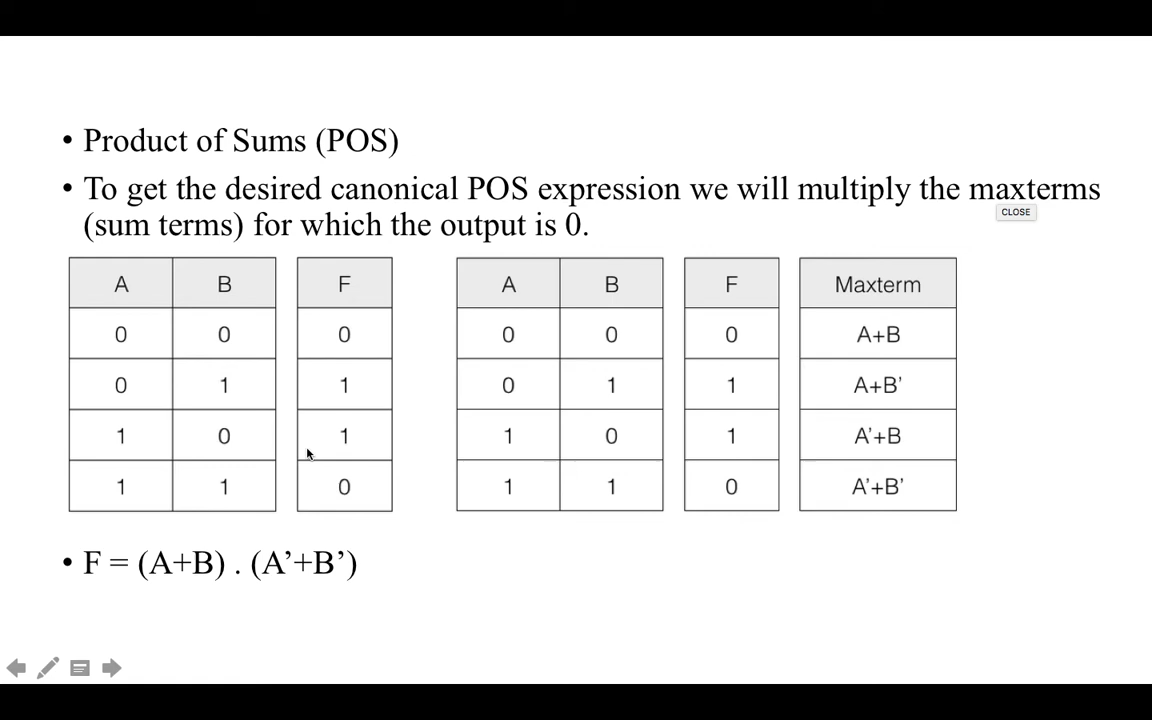 • Product of Sums (POS)
• To get the desired canonical POS expression we will multiply the maxterms
CLOSE
(sum terms) for which the output is 0.
A B F A B F Maxterm
0 0 0 0 0 0 A+B
0 1 1 0 1 1 A+B’
1 0 1 1 0 1 A’+B
1 1 0 1 1 0 A’+B’
• F = (A+B) . (A’+B’)